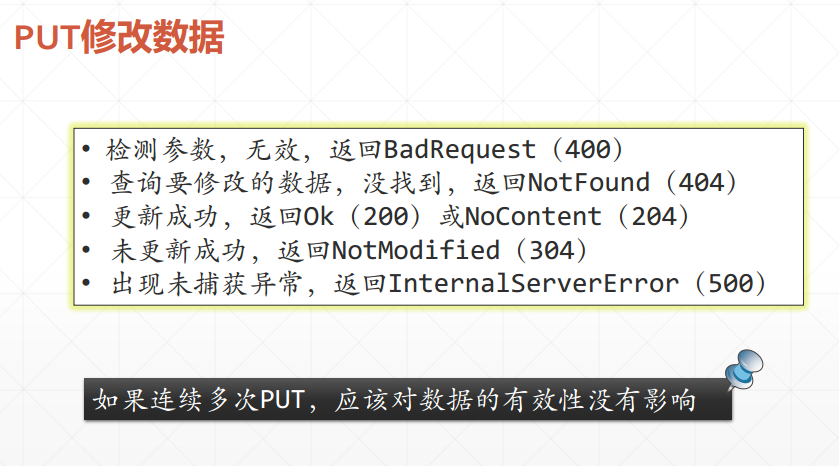 PUT修改数据
• 检测参数，无效，返回BadRequest（400）
• 查询要修改的数据，没找到，返回NotFound（404）
• 更新成功，返回Ok（200）或NoContent（204）
• 未更新成功，返回NotModified（304）
• 出现未捕获异常，返回InternalServerError（500）
如果连续多次PUT，应该对数据的有效性没有影响